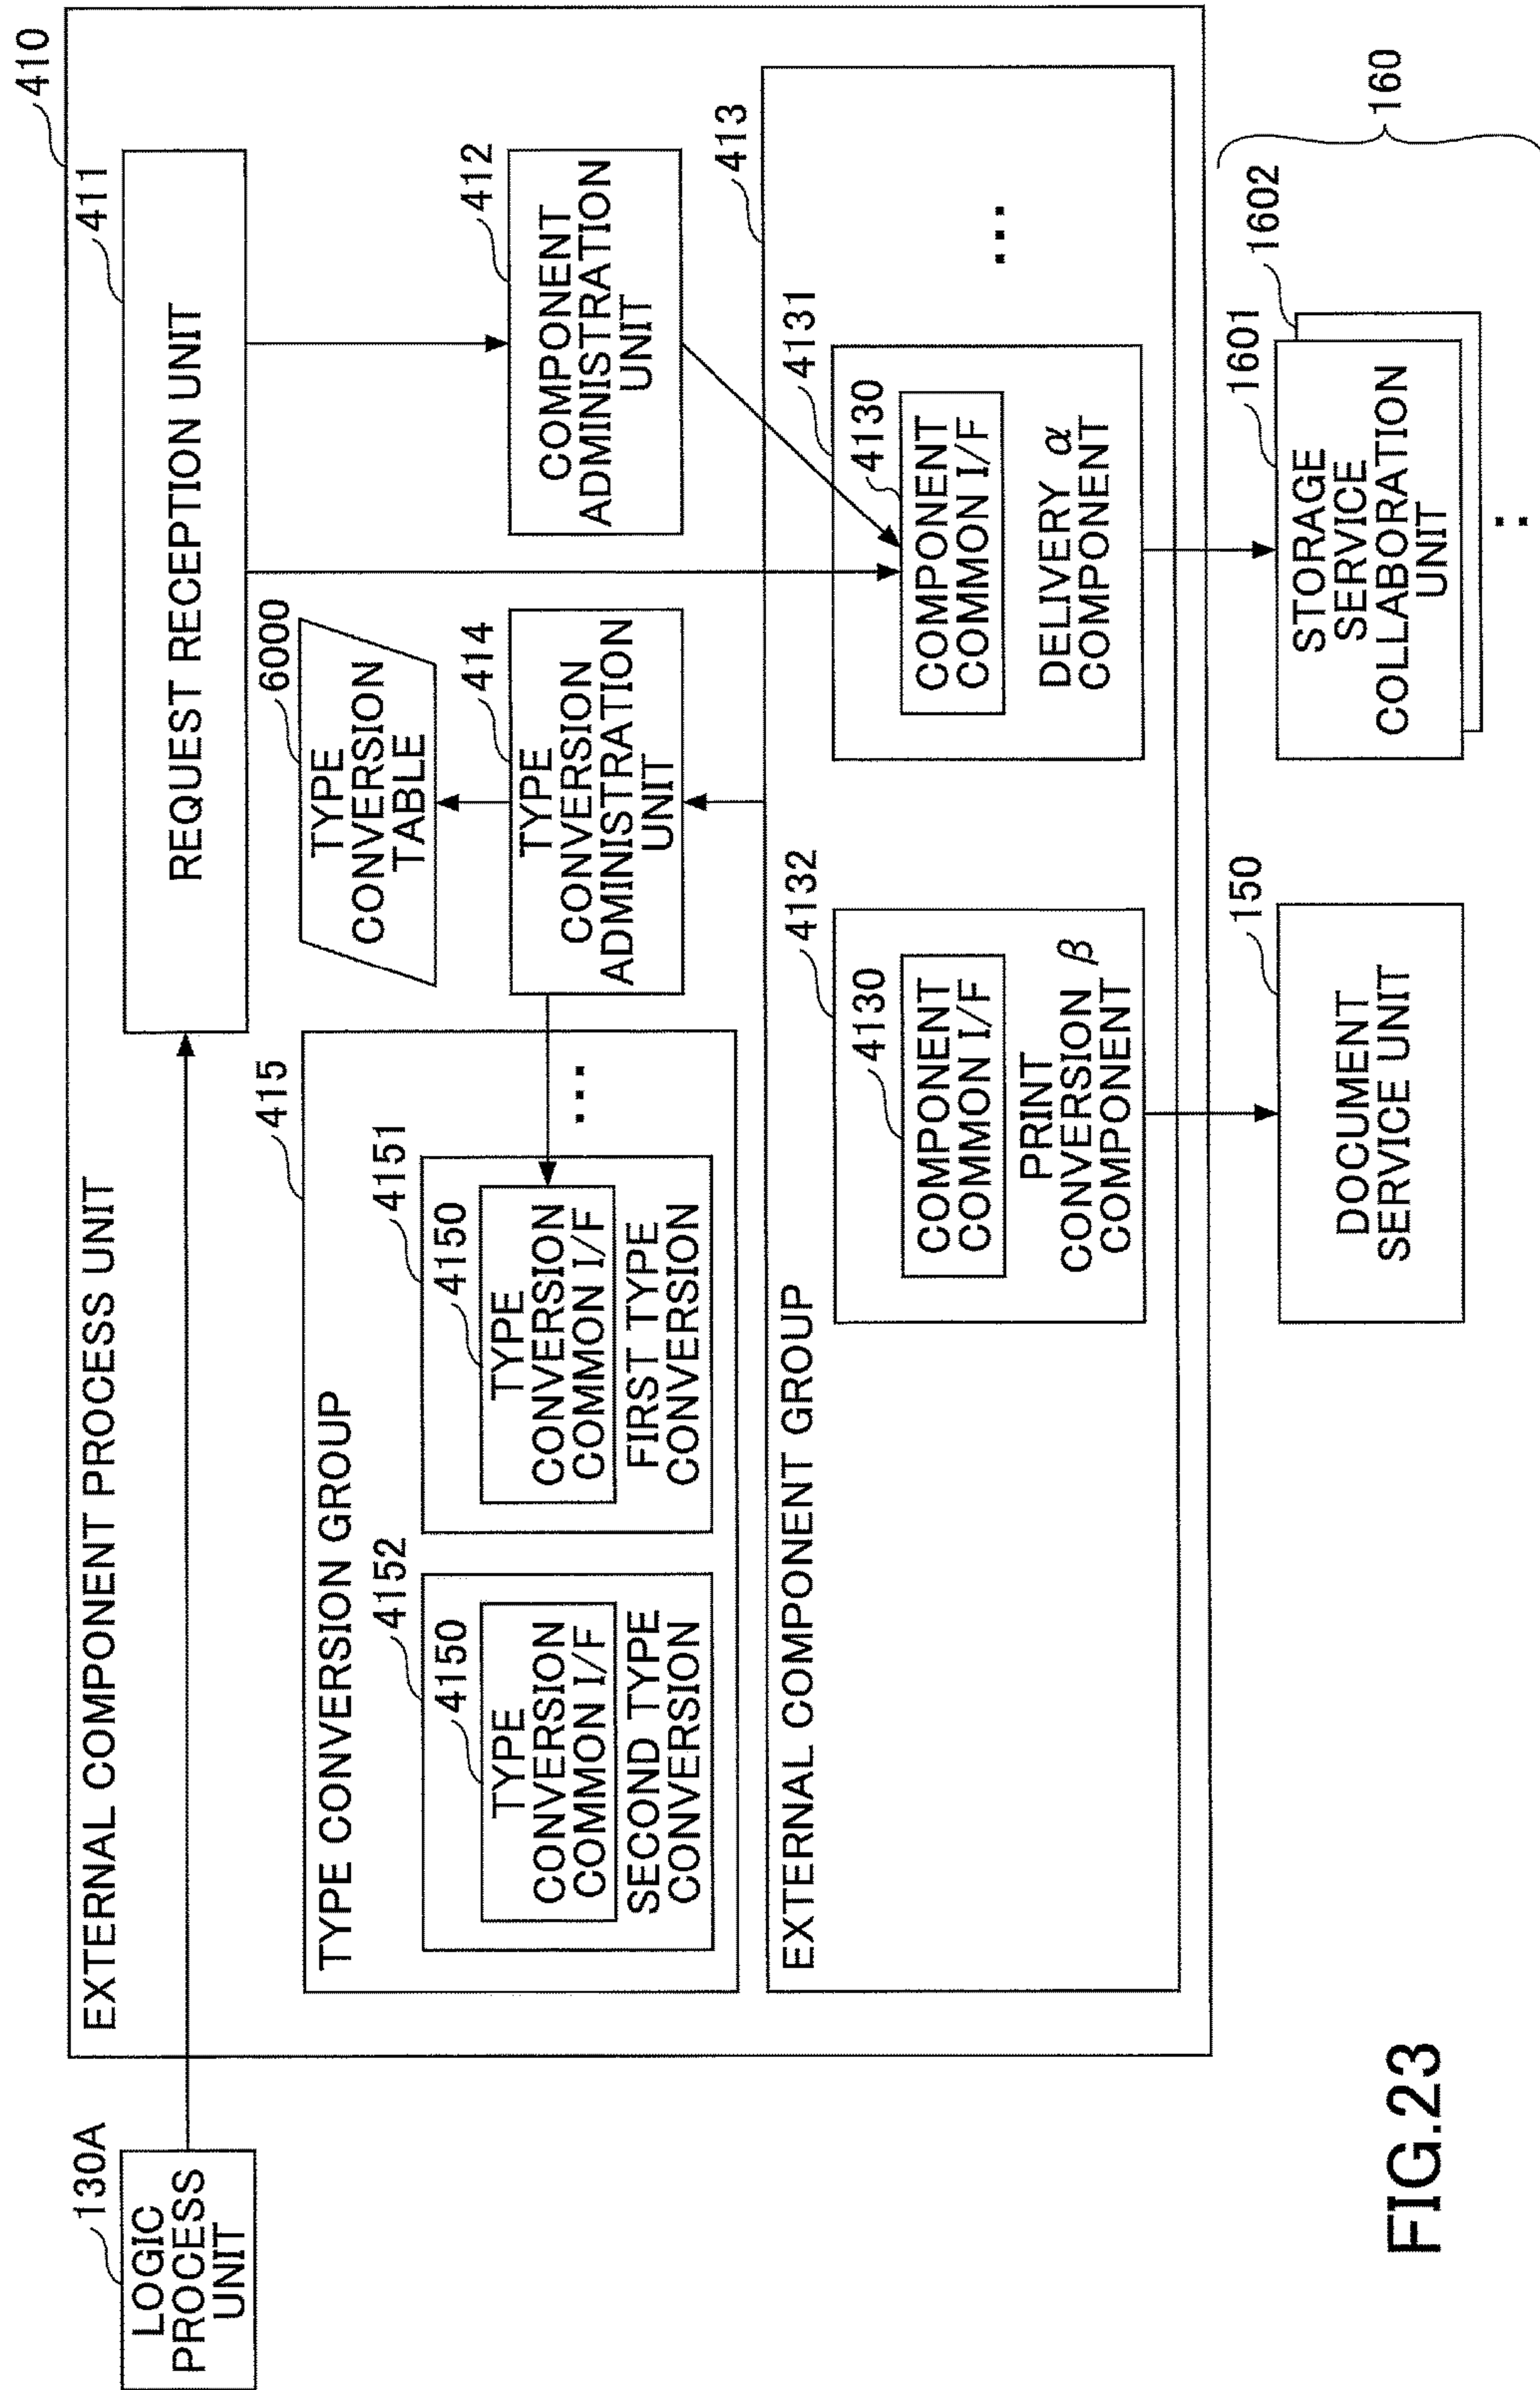 410
EXTERNAL COMPONENT PROCESS UNIT
130A
LOGIC
PROCESS
UNIT
411
REQUEST RECEPTION UNIT
415
TYPE CONVERSION GROUP
4152
4150
TYPE
CONVERSION
COMMON I/F
SECOND TYPE
CONVERSION
4151
4150
TYPE
CONVERSION
COMMON I/F
FIRST TYPE
CONVERSION
...
6000
TYPE
CONVERSION
TABLE
414
TYPE
CONVERSION
ADMINISTRATION
UNIT
412
COMPONENT
ADMINISTRATION
UNIT
413
EXTERNAL COMPONENT GROUP
4132
4130
COMPONENT
COMMON I/F
PRINT
CONVERSION β
COMPONENT
4131
4130
COMPONENT
COMMON I/F
DELIVERY α
COMPONENT
...
150
DOCUMENT
SERVICE UNIT
1601
1602
160
STORAGE
SERVICE
COLLABORATION
UNIT
..
FIG.23